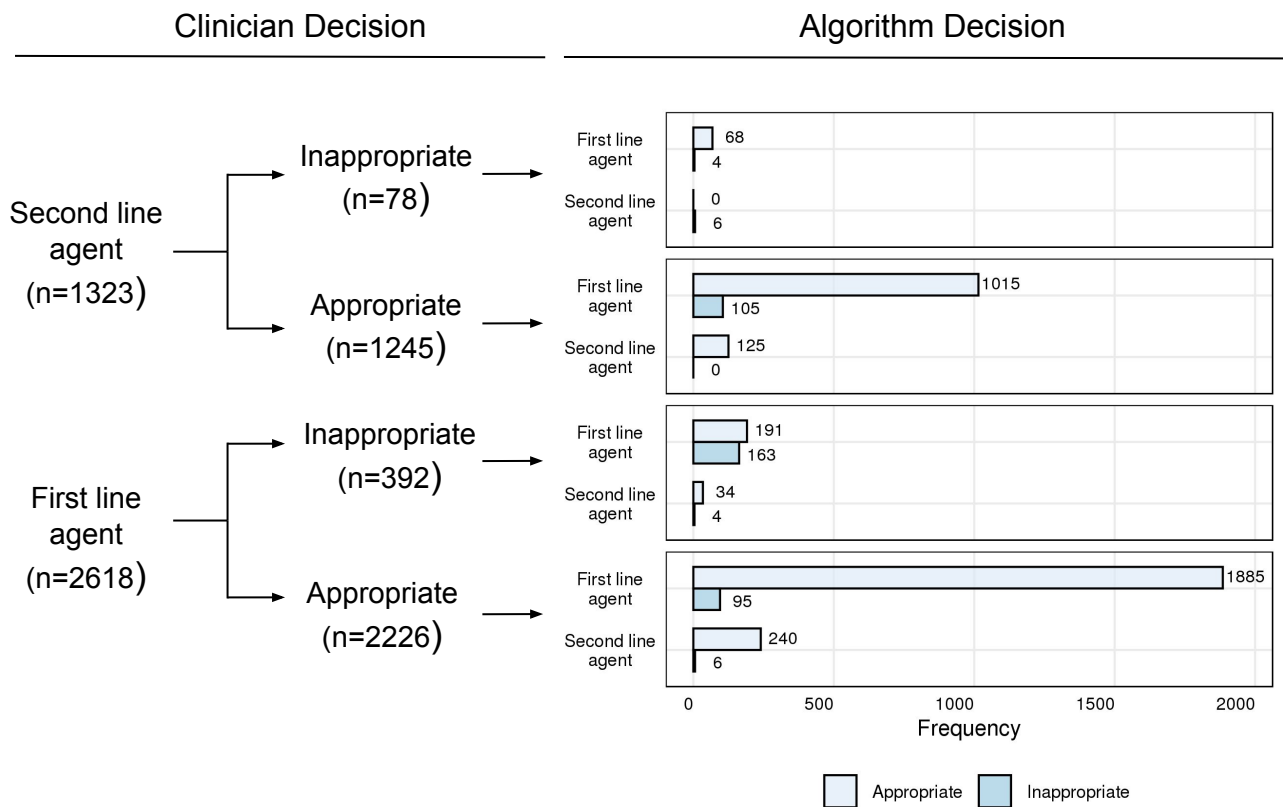 Clinician Decision
Algorithm Decision
Second line
agent
(n=1323)
Inappropriate
(n=78)
Appropriate
(n=1245)
First line
agent
(n=2618)
Inappropriate
(n=392)
Appropriate
(n=2226)
First line
agent
68
4
Second line
agent
0
6
First line
agent
1015
105
Second line
agent
125
0
First line
agent
191
163
Second line
agent
34
4
First line
agent
1885
95
Second line
agent
240
6
0 500 1000 1500 2000
Frequency
Appropriate Inappropriate